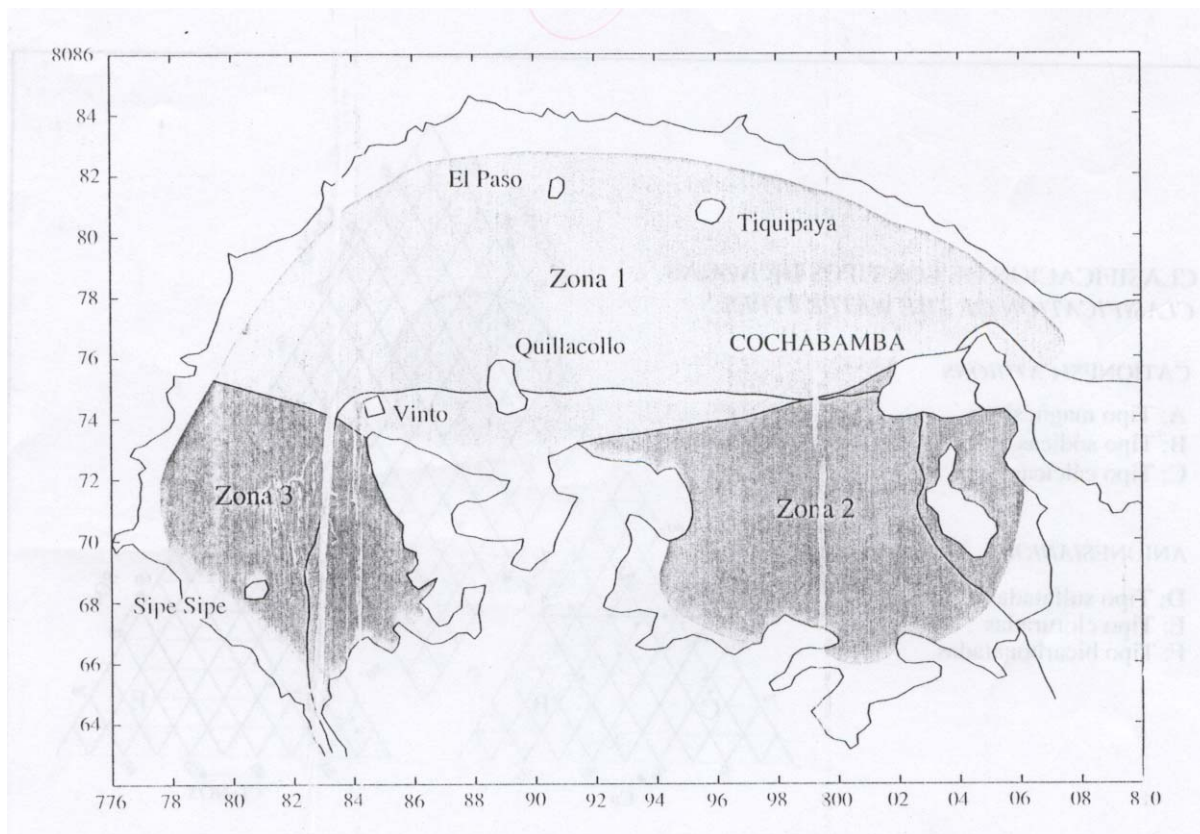 8086
84
82
80
78
76
74
72
70
68
66
64
El Paso
Tiquipaya
Zona 1
Quillacollo
COCHABAMBA
Vinto
Zona 3
Zona 2
Sipe Sipe
776 78 80 82 84 86 88 90 92 94 96 98 800 02 04 06 08 810